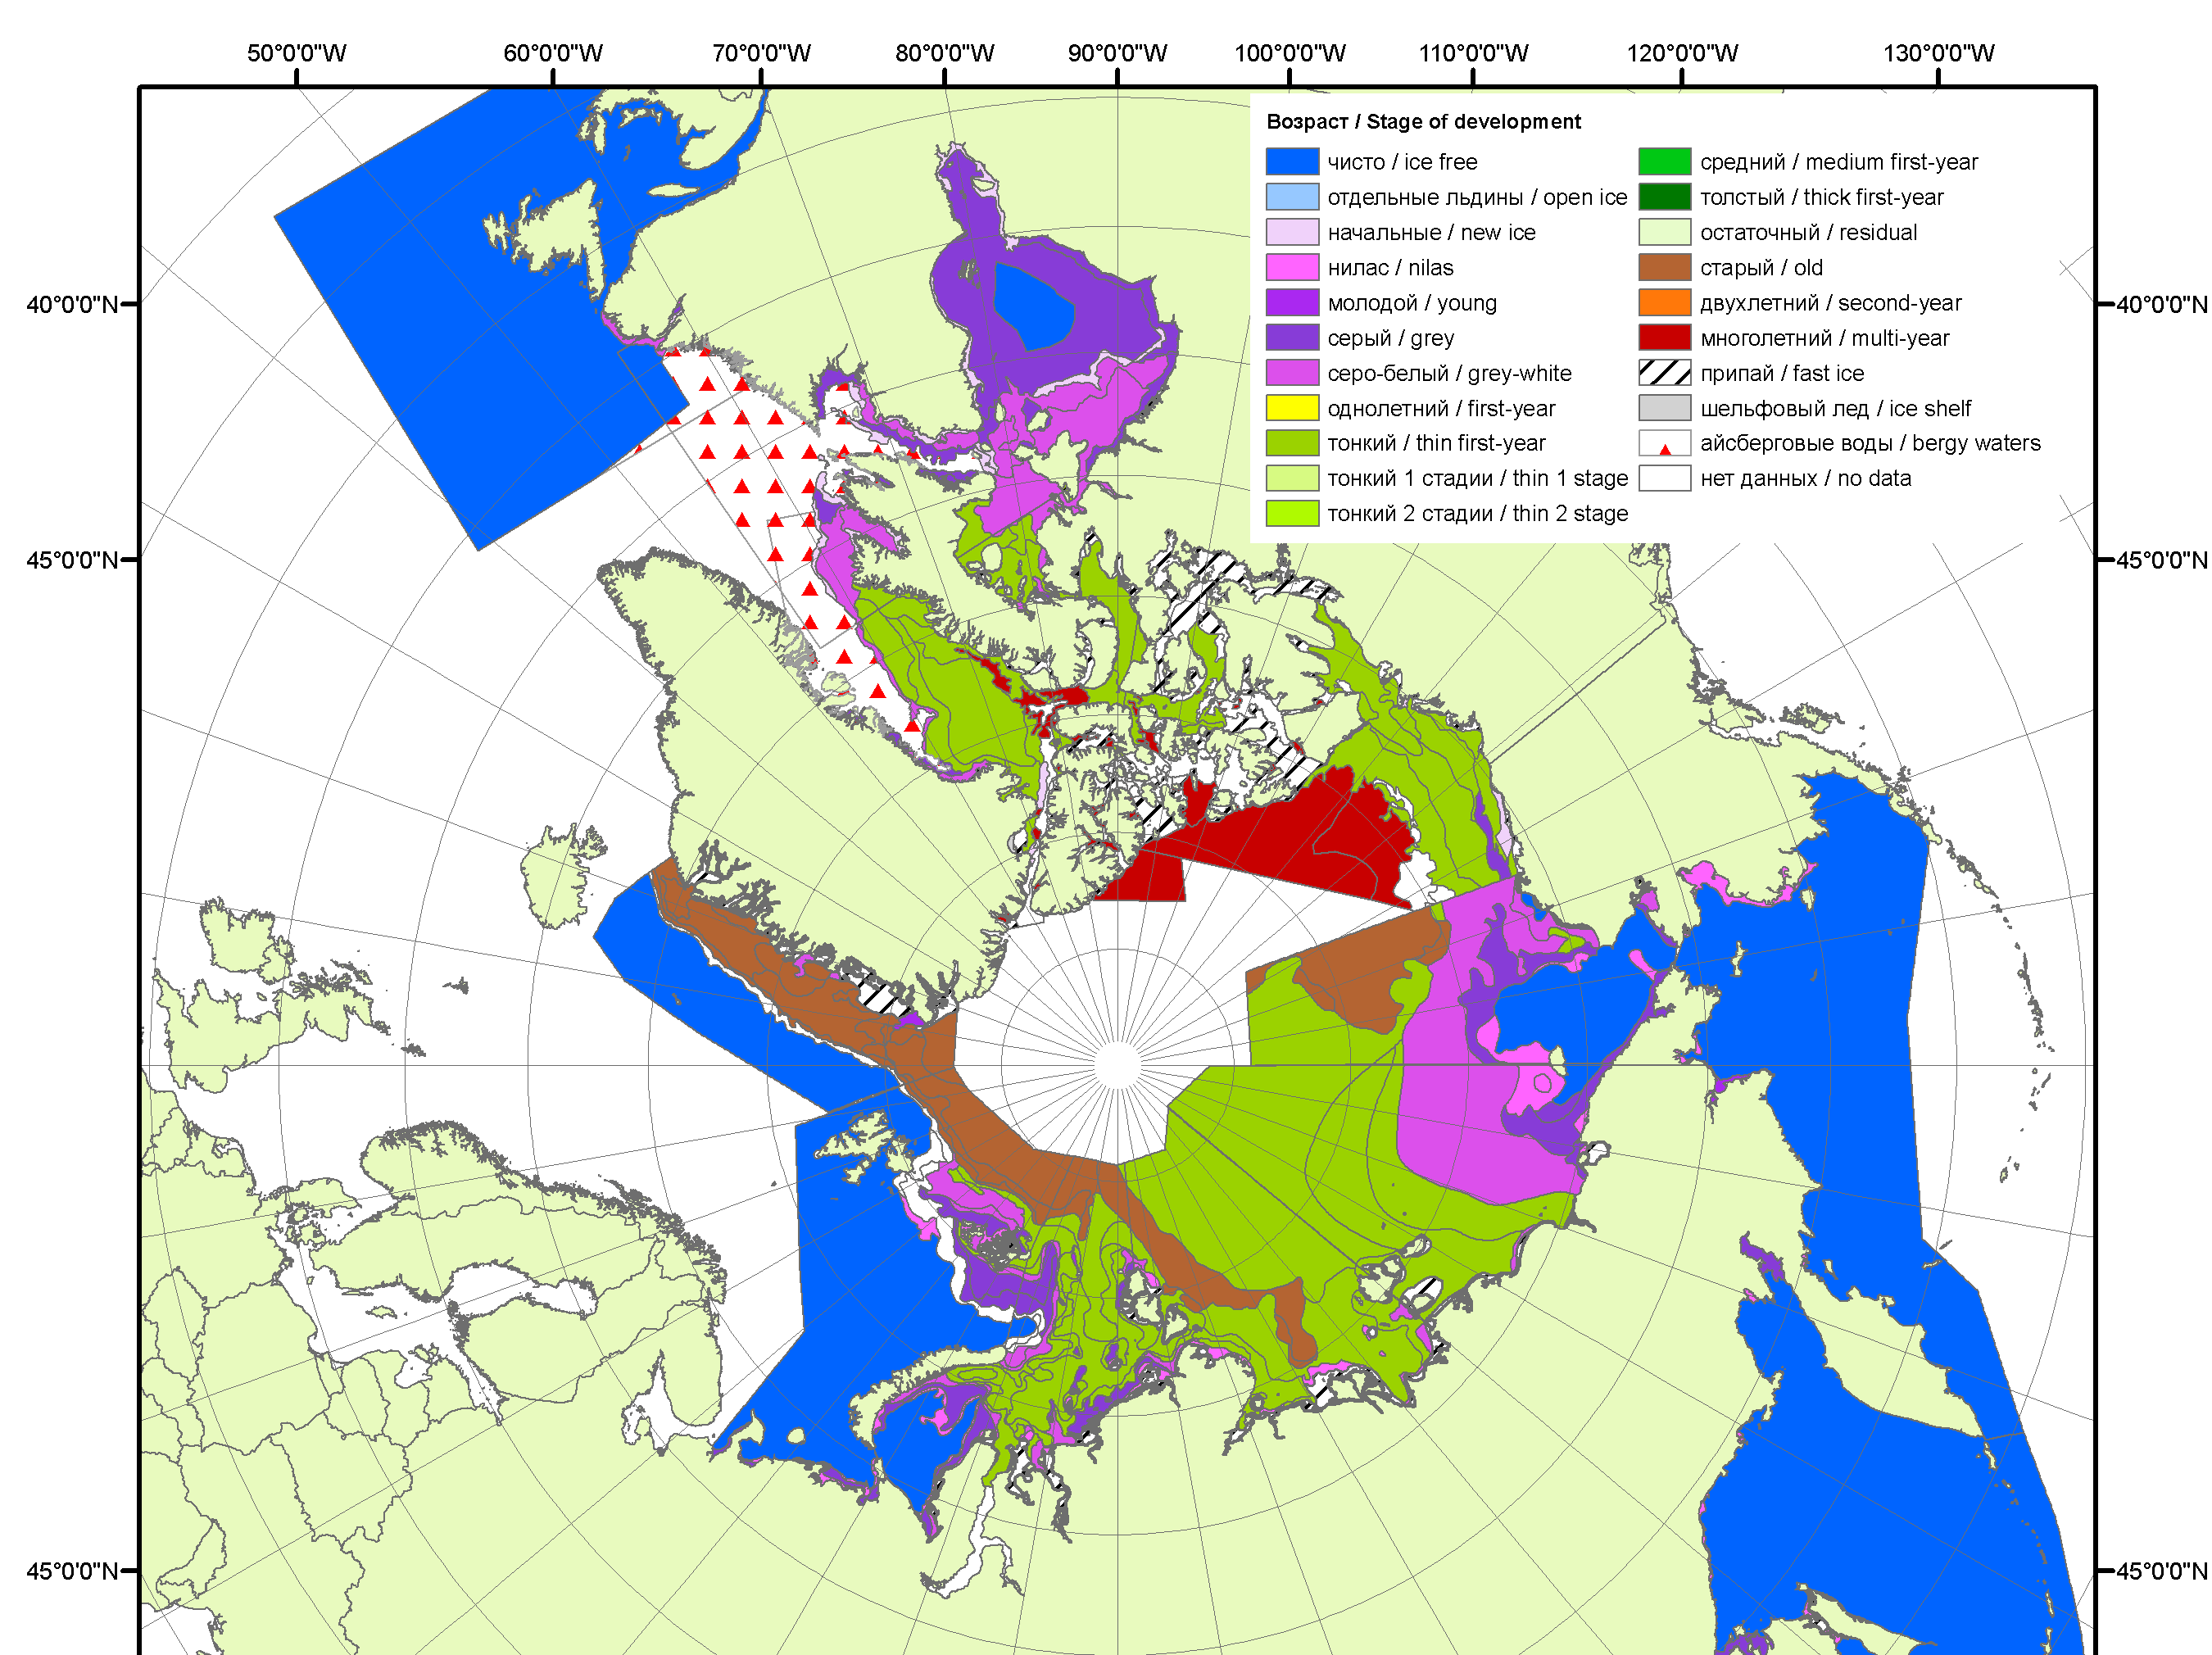 50°0'0"W 60°0'0"W 70°0'0"W 80°0'0"W 90°0'0"W 100°0'0"W 110°0'0"W 120°0'0"W 130°0'0"W
Возраст / Stage of development
чисто / ice free
отдельные льдины / open ice
начальные / new ice
нилас / nilas
молодой / young
серый / grey
серо-белый / grey-white
однолетний / first-year
тонкий / thin first-year
тонкий 1 стадии / thin 1 stage
тонкий 2 стадии / thin 2 stage
средний / medium first-year
толстый / thick first-year
остаточный / residual
старый / old
двухлетний / second-year
многолетний / multi-year
припай / fast ice
шельфовый лед / ice shelf
айсберговые воды / bergy waters
нет данных / no data
40°0'0"N 40°0'0"N
45°0'0"N 45°0'0"N
45°0'0"N 45°0'0"N